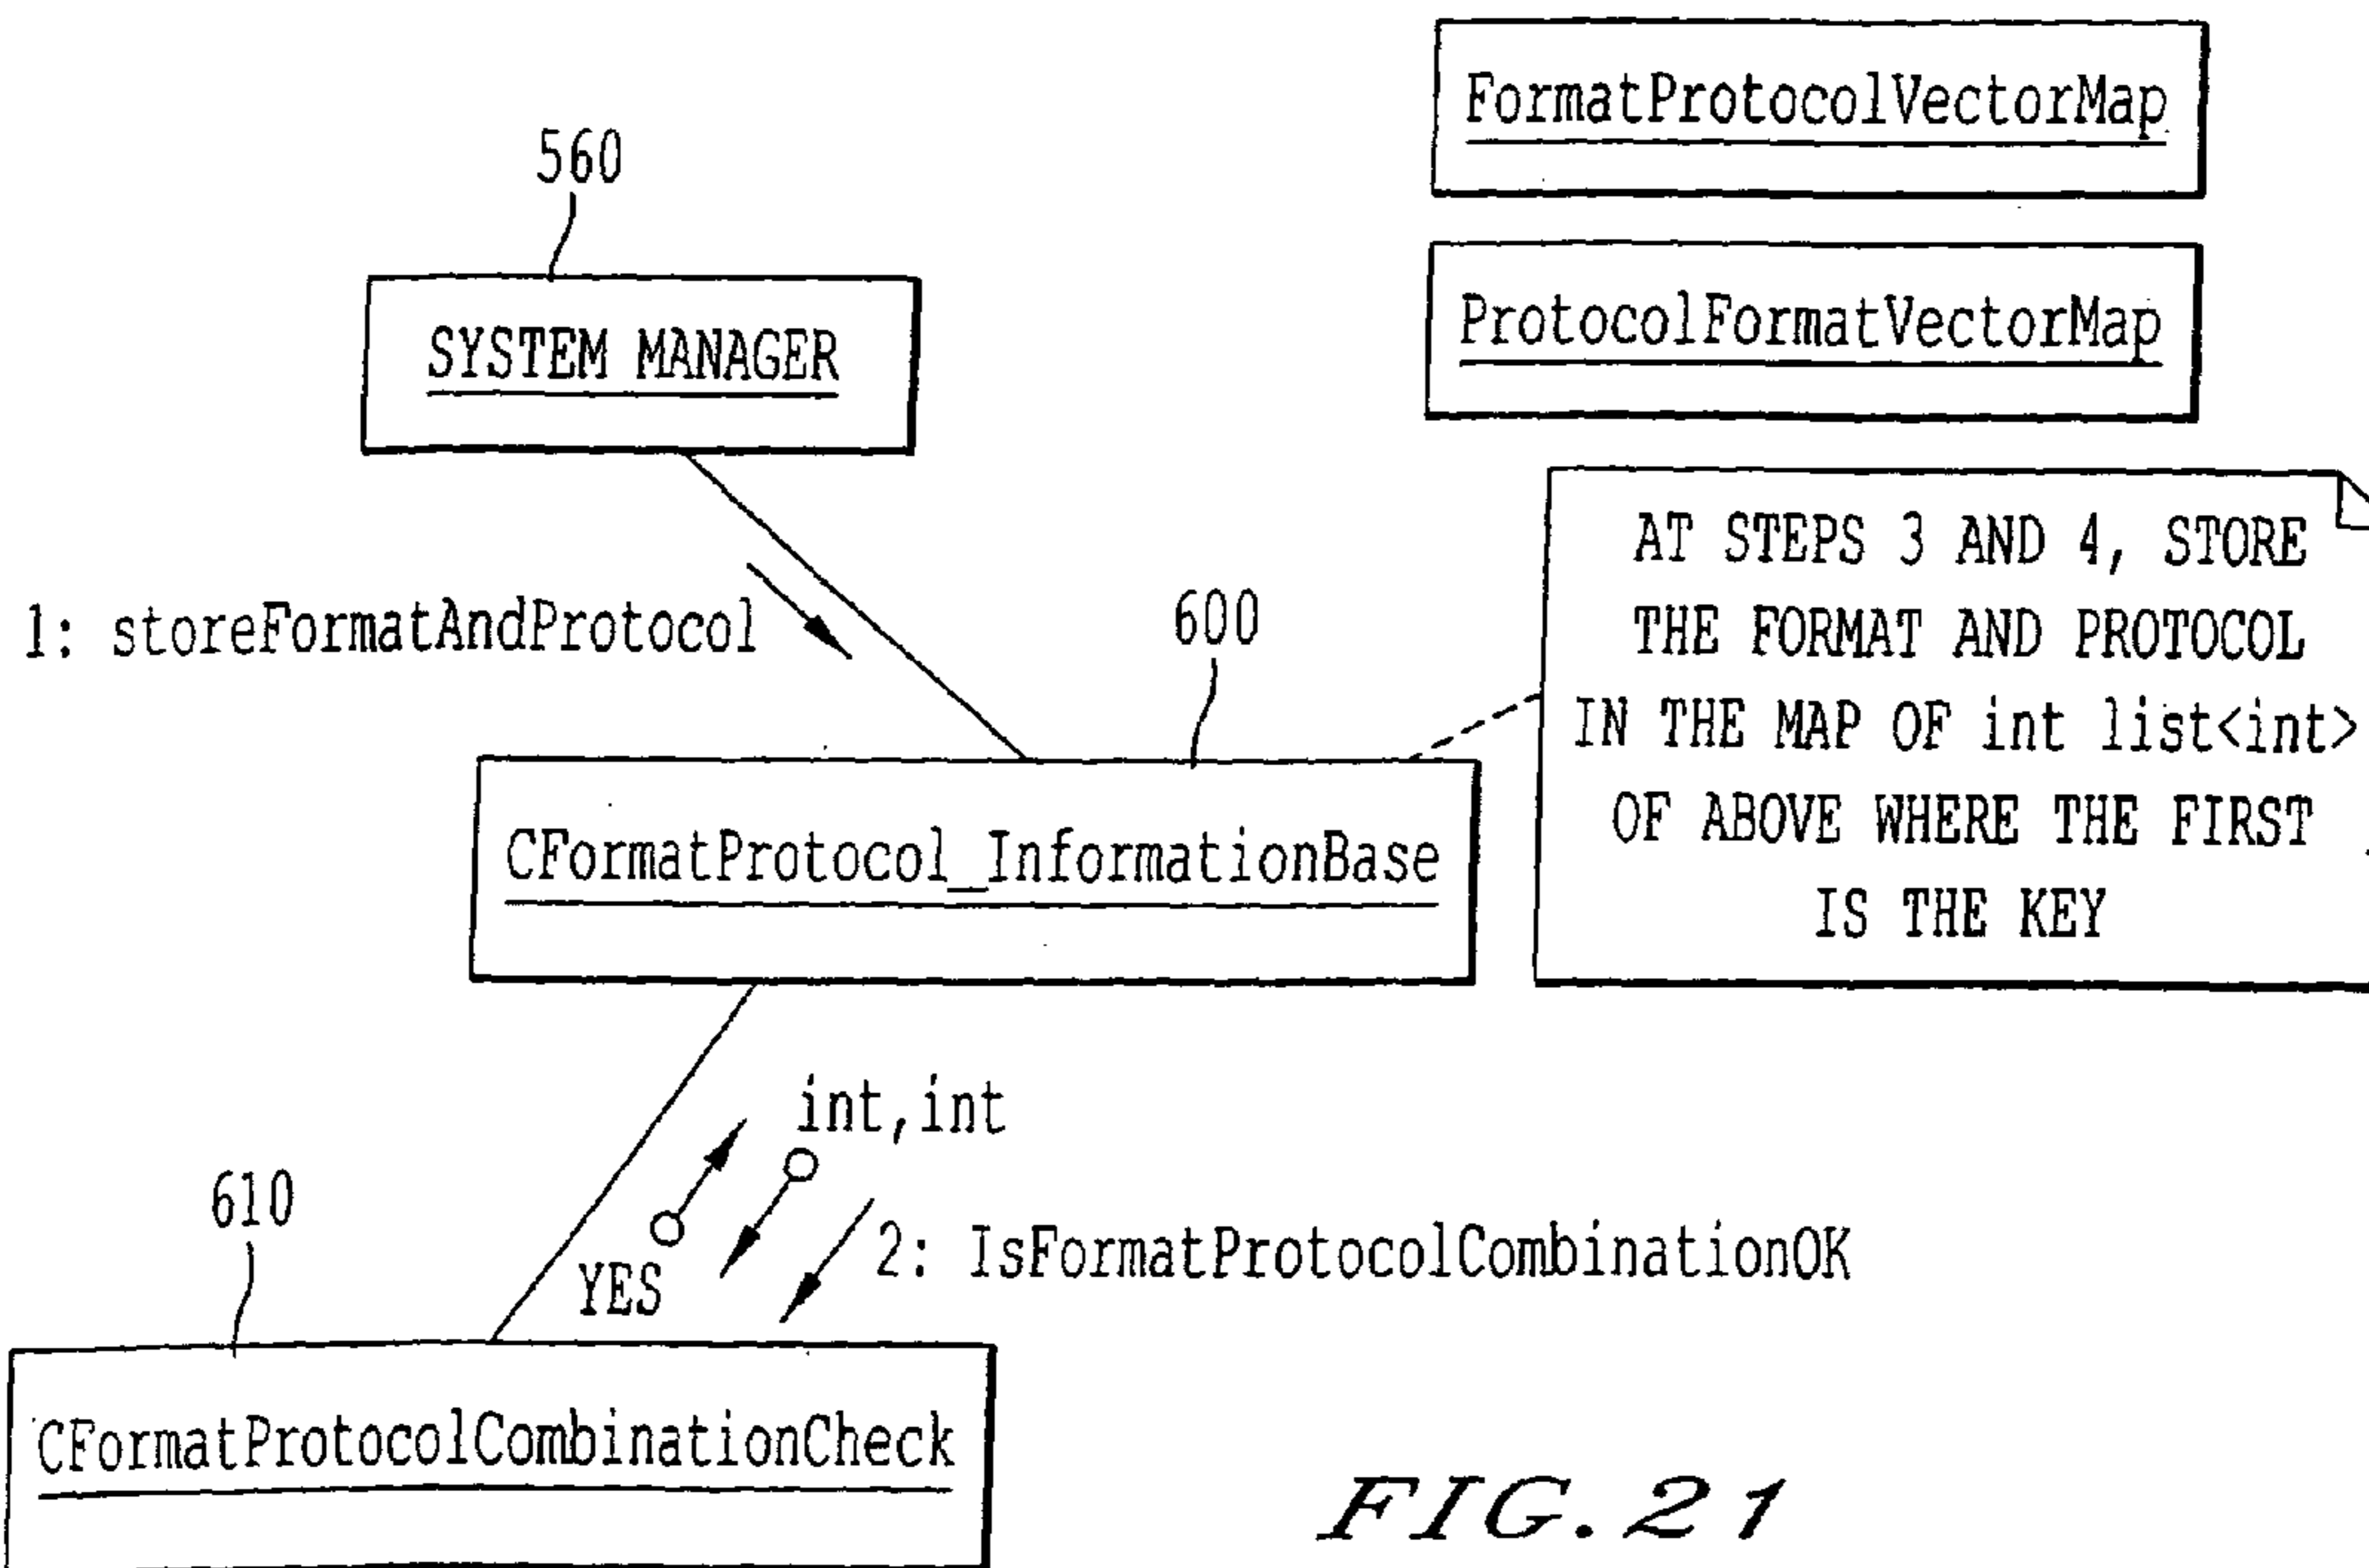 FormatProtocolVectorMap
560
ProtocolFormatVectorMap
SYSTEM MANAGER
AT STEPS 3 AND 4, STORE
THE FORMAT AND PROTOCOL
IN THE MAP OF int list<int>
OF ABOVE WHERE THE FIRST
IS THE KEY
1: storeFormatAndProtocol
600
CFormatProtocol_InformationBase
int,int
610
YES
2: IsFormatProtocolCombinationOK
CFormatProtocolCombinationCheck
FIG. 21